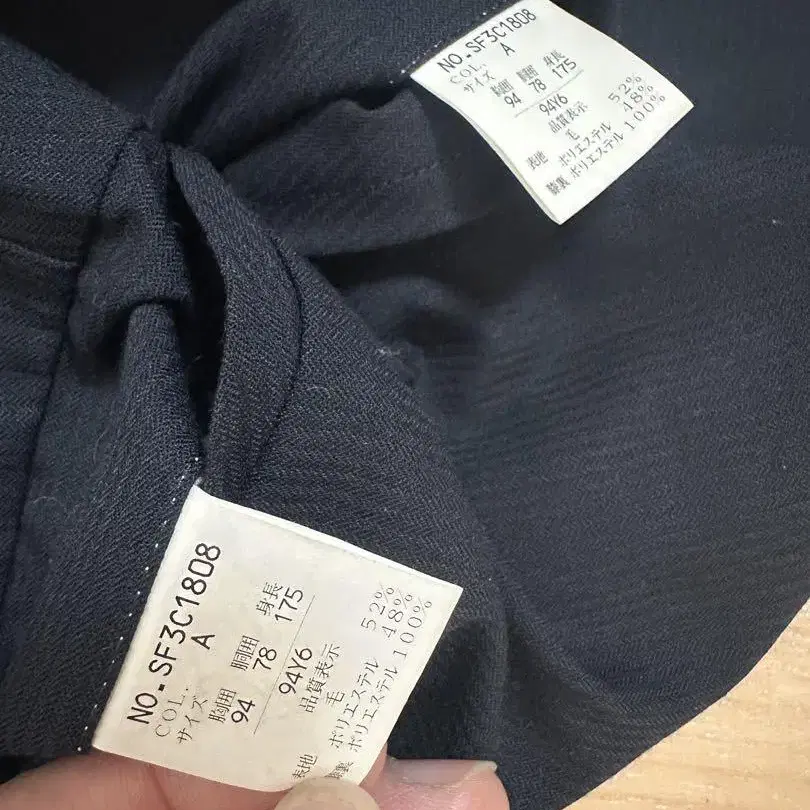 NO.SF3C1808
COL. A
サイズ
胸囲 胴囲 身長
94 78 175
94Y6
品質表示
表地 毛 52%
ポリエステル 48%
膝裏 ポリエステル 100%
NO.SF3C1808
COL. A
サイズ
胸囲 胴囲 身長
94 78 175
94Y6
品質表示
表地 毛 52%
ポリエステル 48%
膝裏 ポリエステル 100%